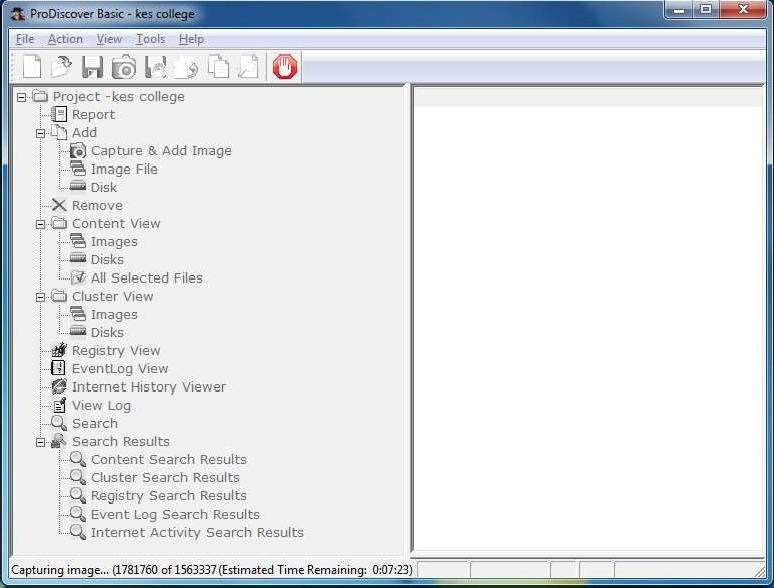 ProDiscover Basic - kes college
File Action View Tools Help
Project -kes college
Report
Add
Capture & Add Image
Image File
Disk
Remove
Content View
Images
Disks
All Selected Files
Cluster View
Images
Disks
Registry View
EventLog View
Internet History Viewer
View Log
Search
Search Results
Content Search Results
Cluster Search Results
Registry Search Results
Event Log Search Results
Internet Activity Search Results
Capturing image... (1781760 of 1563337 (Estimated Time Remaining: 0:07:23)